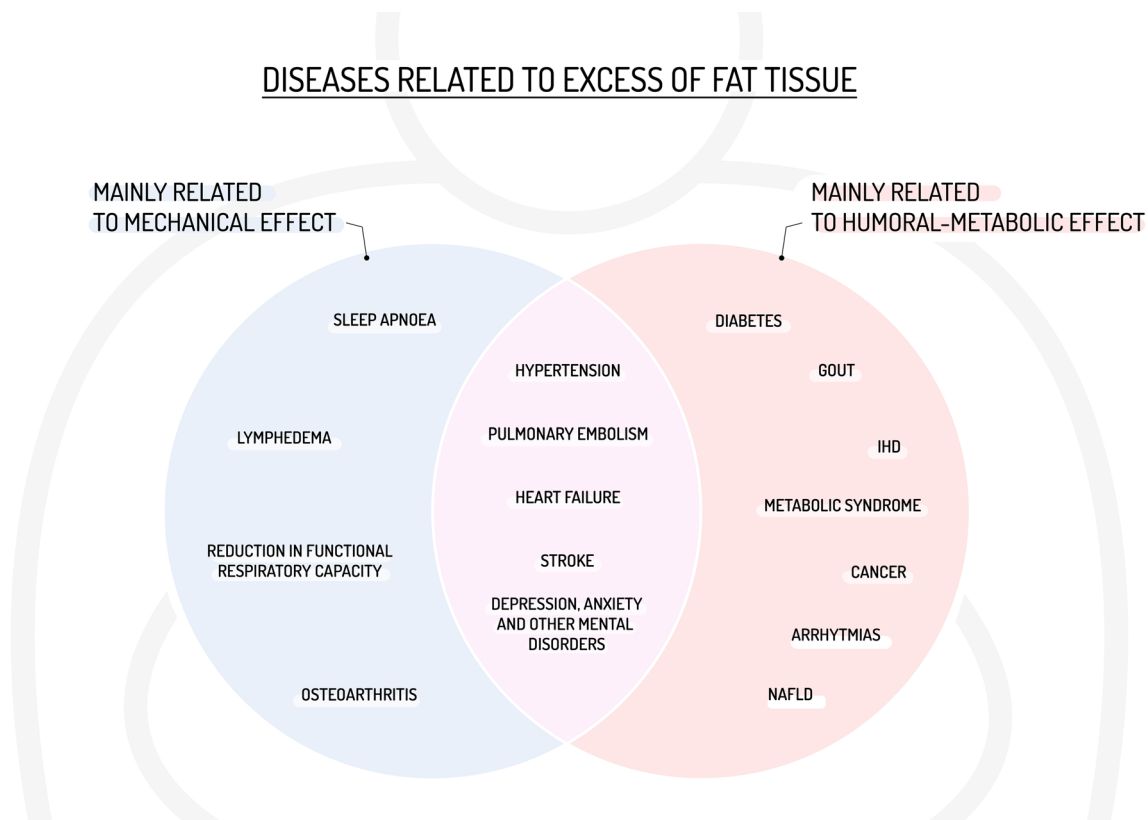 DISEASES RELATED TO EXCESS OF FAT TISSUE
MAINLY RELATED
TO MECHANICAL EFFECT
MAINLY RELATED
TO HUMORAL-METABOLIC EFFECT
SLEEP APNOEA
LYMPHEDEMA
REDUCTION IN FUNCTIONAL
RESPIRATORY CAPACITY
OSTEOARTHRITIS
HYPERTENSION
PULMONARY EMBOLISM
HEART FAILURE
STROKE
DEPRESSION, ANXIETY
AND OTHER MENTAL
DISORDERS
DIABETES
GOUT
IHD
METABOLIC SYNDROME
CANCER
ARRHYTMIAS
NAFLD